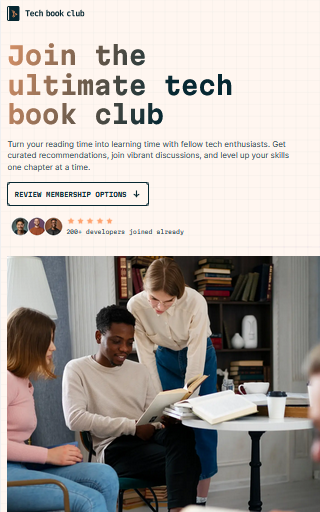 Tech book club
Join the
ultimate tech
book club
Turn your reading time into learning time with fellow tech enthusiasts. Get
curated recommendations, join vibrant discussions, and level up your skills
one chapter at a time.
REVIEW MEMBERSHIP OPTIONS ↓
200+ developers joined already